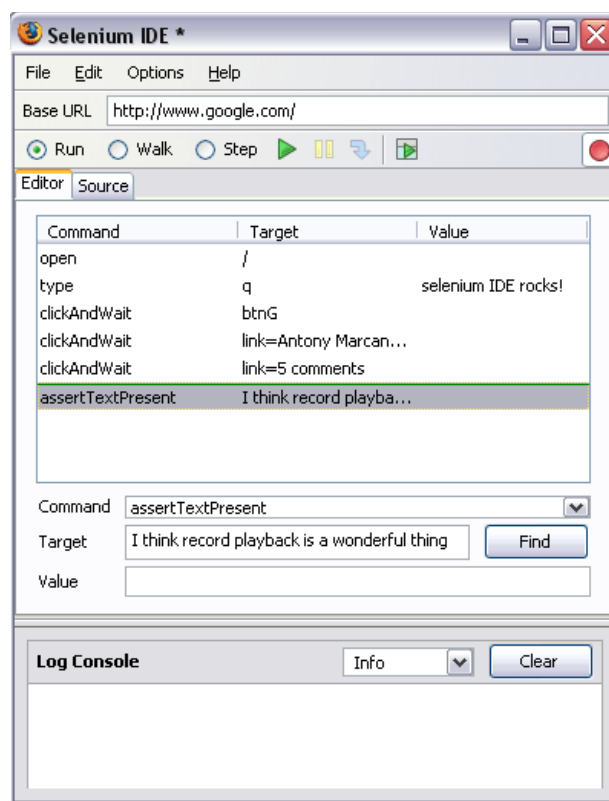 Selenium IDE *
File Edit Options Help
Base URL http://www.google.com/
Run Walk Step
Editor Source
Command Target Value
open /
type q selenium IDE rocks!
clickAndWait btnG
clickAndWait link=Antony Marcan...
clickAndWait link=5 comments
assertTextPresent I think record playba...
Command assertTextPresent
Target I think record playback is a wonderful thing Find
Value
Log Console Info Clear